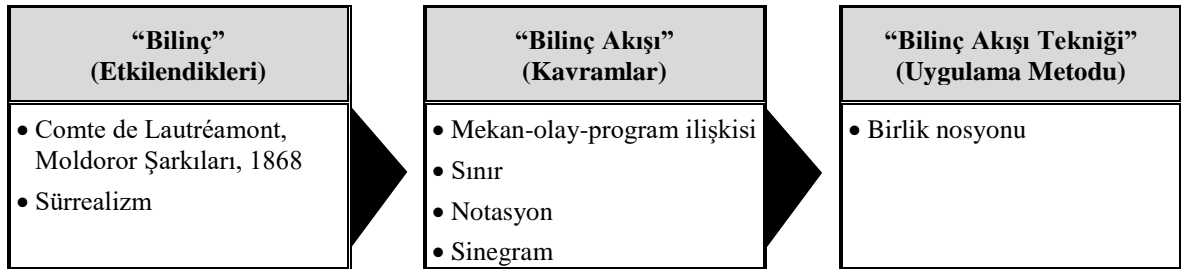 “Bilinç”
(Etkilendikleri)
• Comte de Lautréamont,
Moldoror Şarkıları, 1868
• Sürrealizm
“Bilinç Akışı”
(Kavramlar)
• Mekan-olay-program ilişkisi
• Sınır
• Notasyon
• Sinegram
“Bilinç Akışı Tekniği”
(Uygulama Metodu)
• Birlik nosyonu